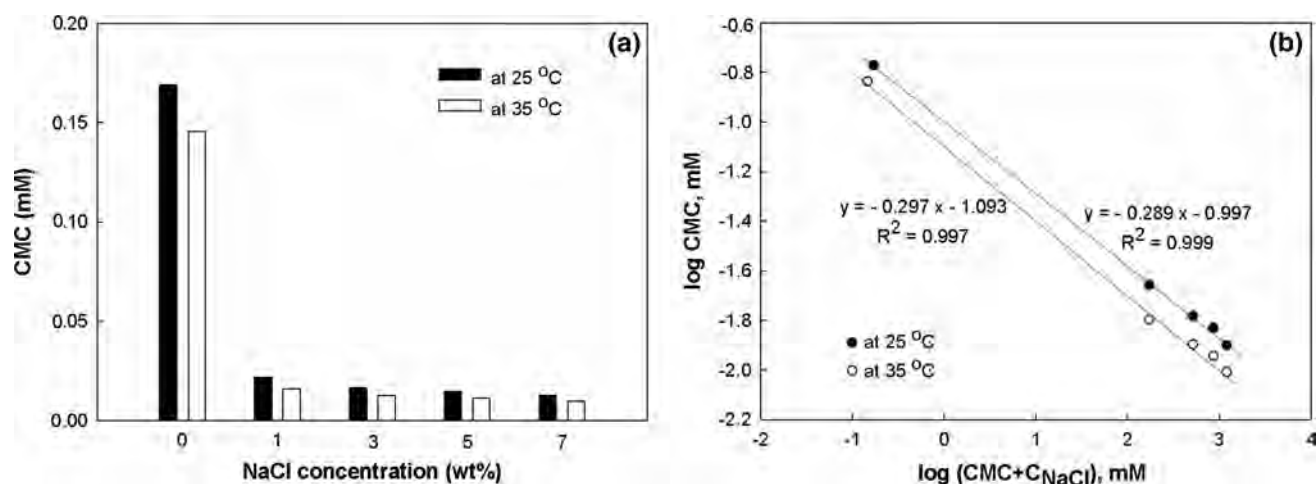 (a)
at 25 °C
at 35 °C
0.20
0.15
0.10
0.05
0.00
CMC (mM)
0 1 3 5 7
NaCl concentration (wt%)
(b)
-0.6
-0.8
-1.0
-1.2
-1.4
-1.6
-1.8
-2.0
-2.2
log CMC, mM
y = - 0.297 x - 1.093
R² = 0.997
y = - 0.289 x - 0.997
R² = 0.999
at 25 °C
at 35 °C
-2 -1 0 1 2 3 4
log (CMC+CNaCl), mM